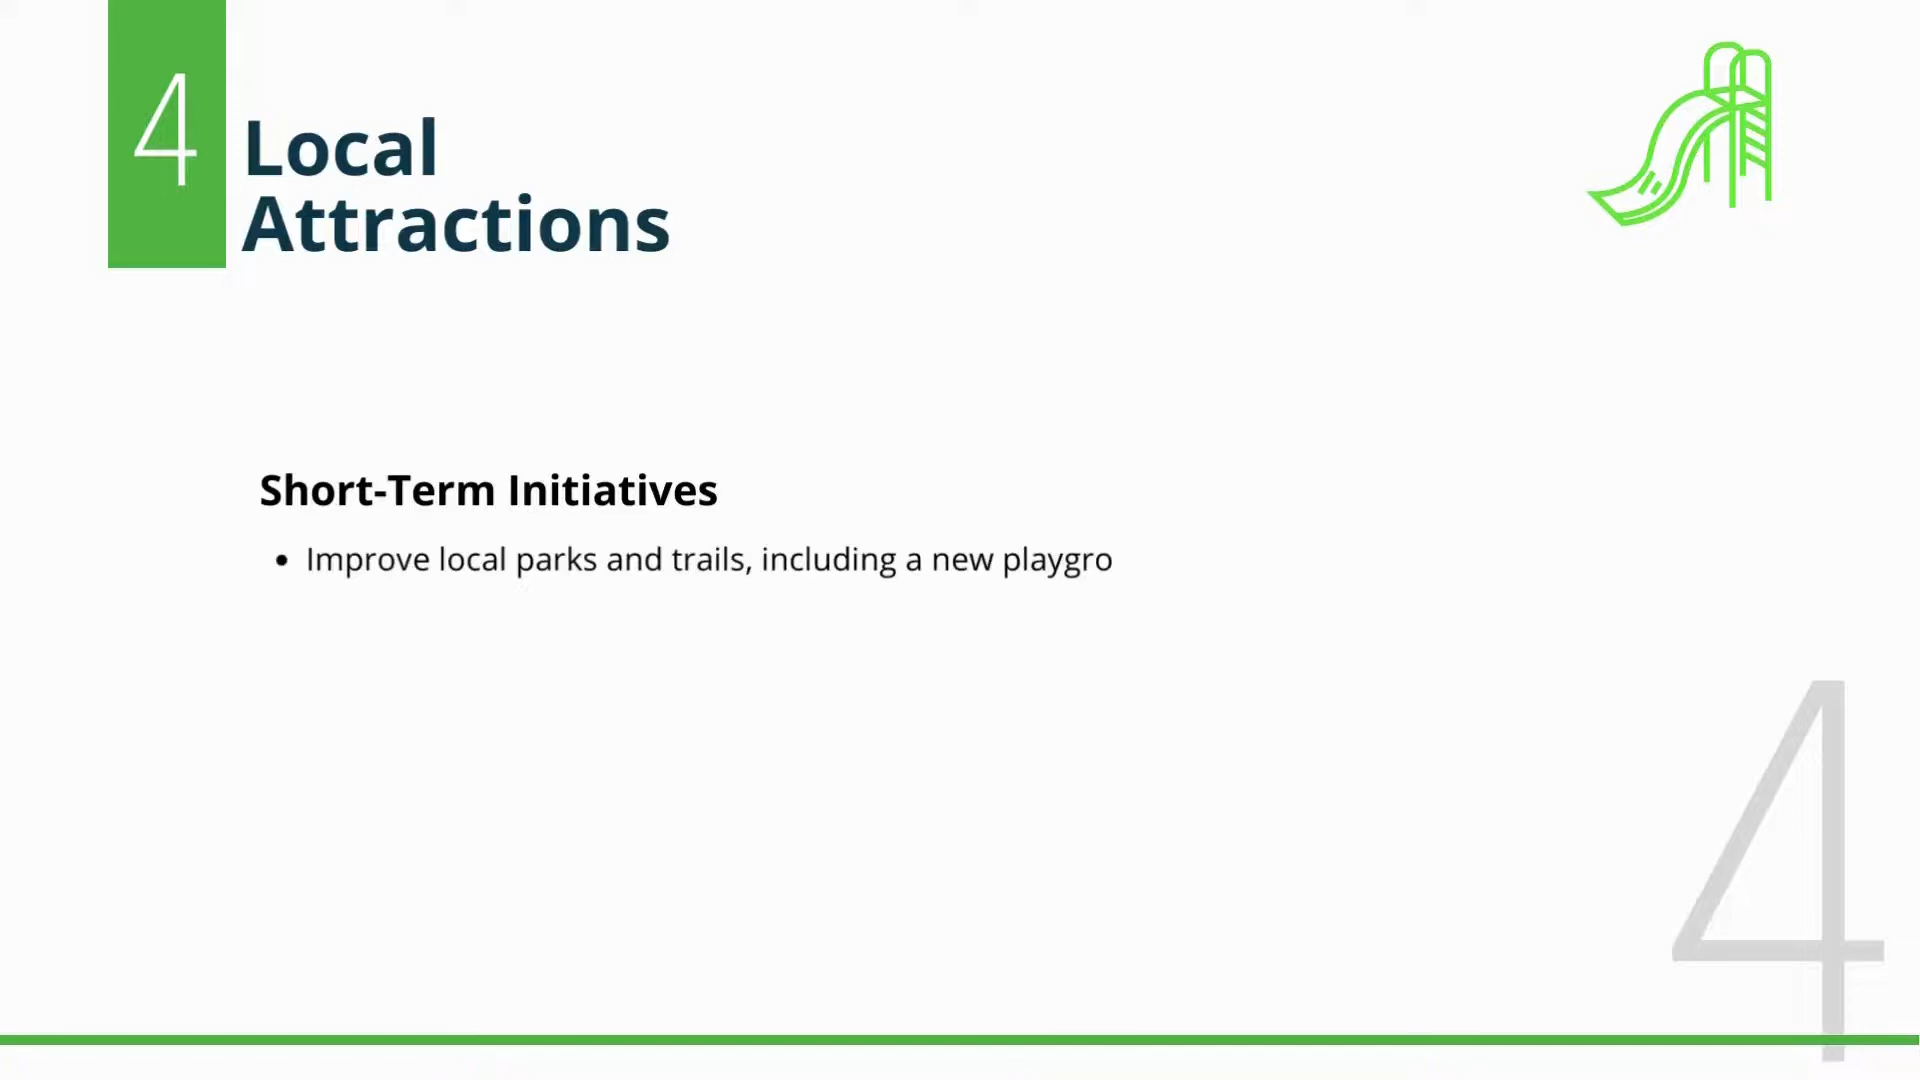 4
Local
Attractions
Short-Term Initiatives
• Improve local parks and trails, including a new playgro
4